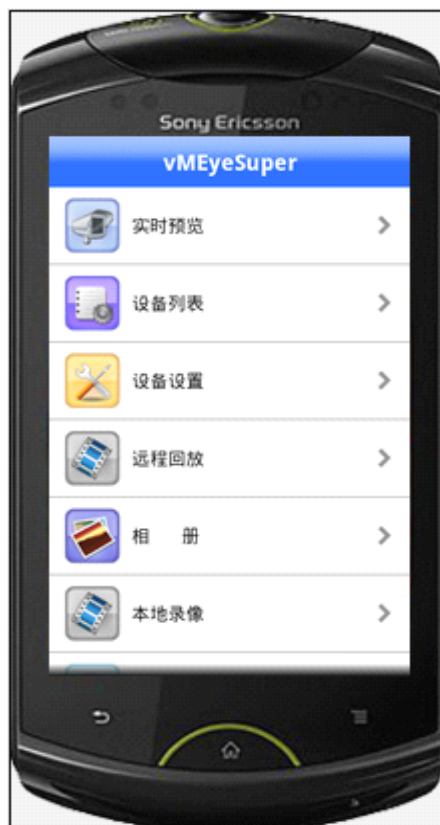 Sony Ericsson
vMEyeSuper
实时预览
设备列表
设备设置
远程回放
相 册
本地录像